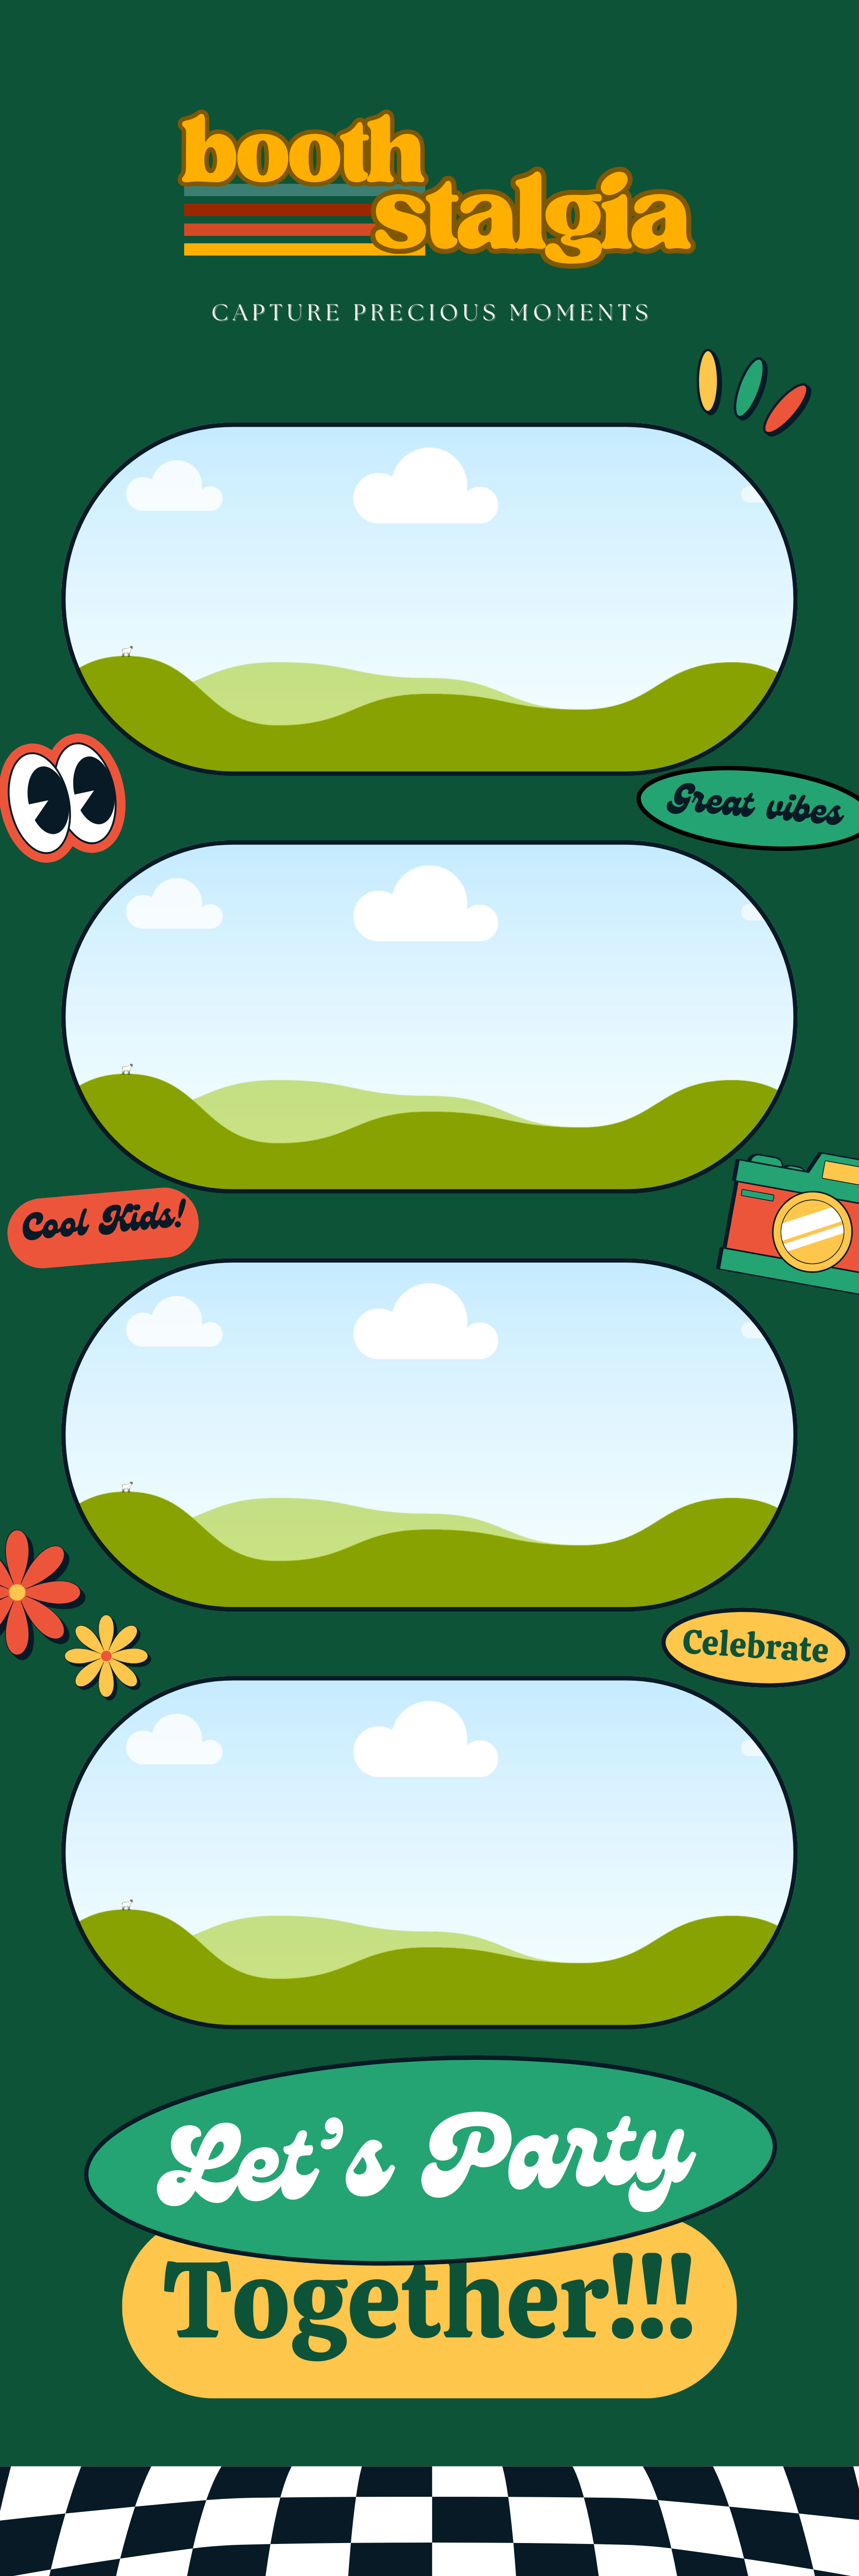 booth
stalgia
CAPTURE PRECIOUS MOMENTS
Great vibes
Cool Kids!
Celebrate
Let's Party
Together!!!